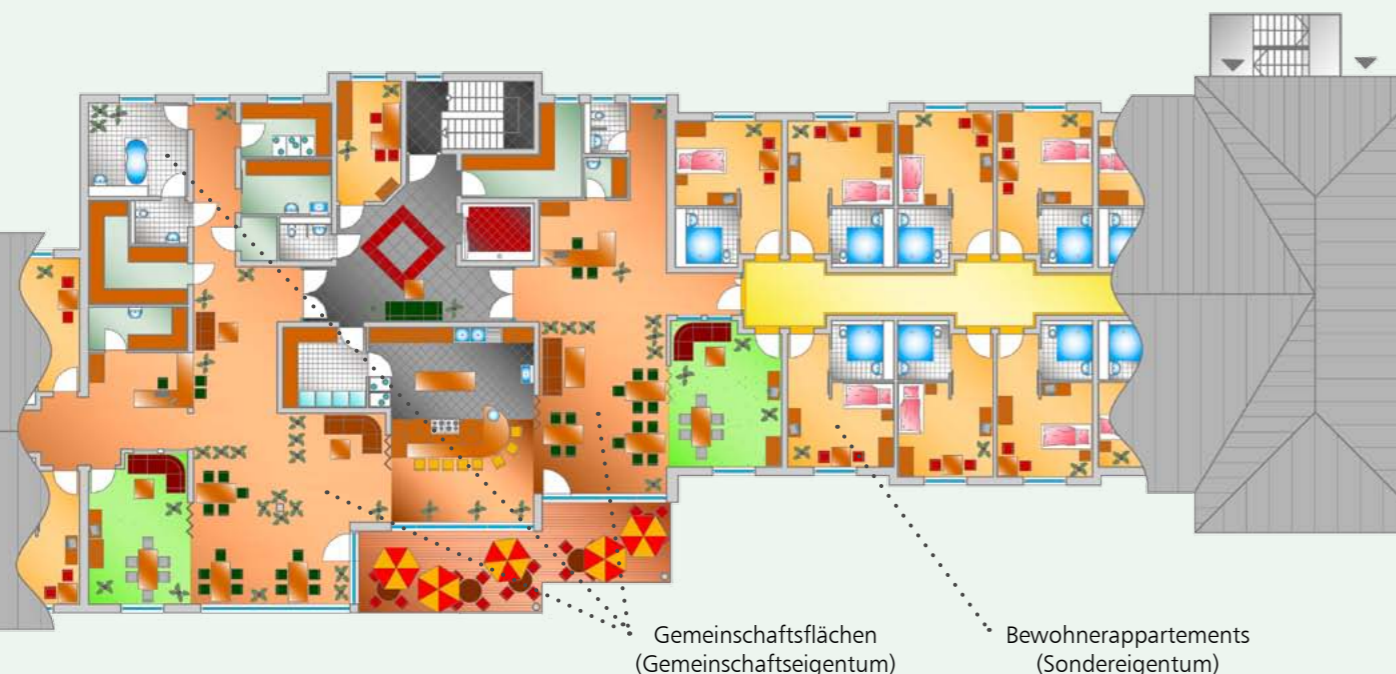 Gemeinschaftsflächen
(Gemeinschaftseigentum)
Bewohnerappartements
(Sondereigentum)